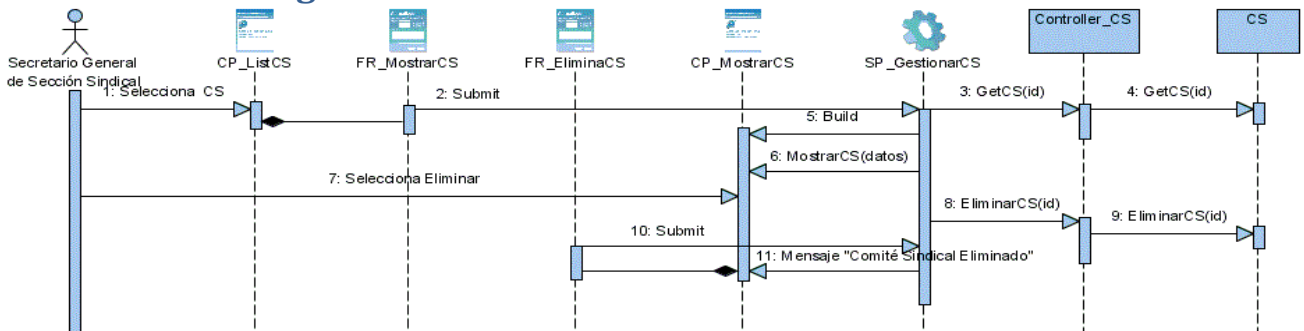 Secretario General
de Sección Sindical
CP_ListCS
FR_MostrarCS
FR_EliminaCS
CP_MostrarCS
SP_GestionarCS
Controller_CS
CS
1: Selecciona CS
2: Submit
3: GetCS(id)
4: GetCS(id)
5: Build
6: MostrarCS(datos)
7: Selecciona Eliminar
8: EliminarCS(id)
9: EliminarCS(id)
10: Submit
11: Mensaje "Comité Sindical Eliminado"